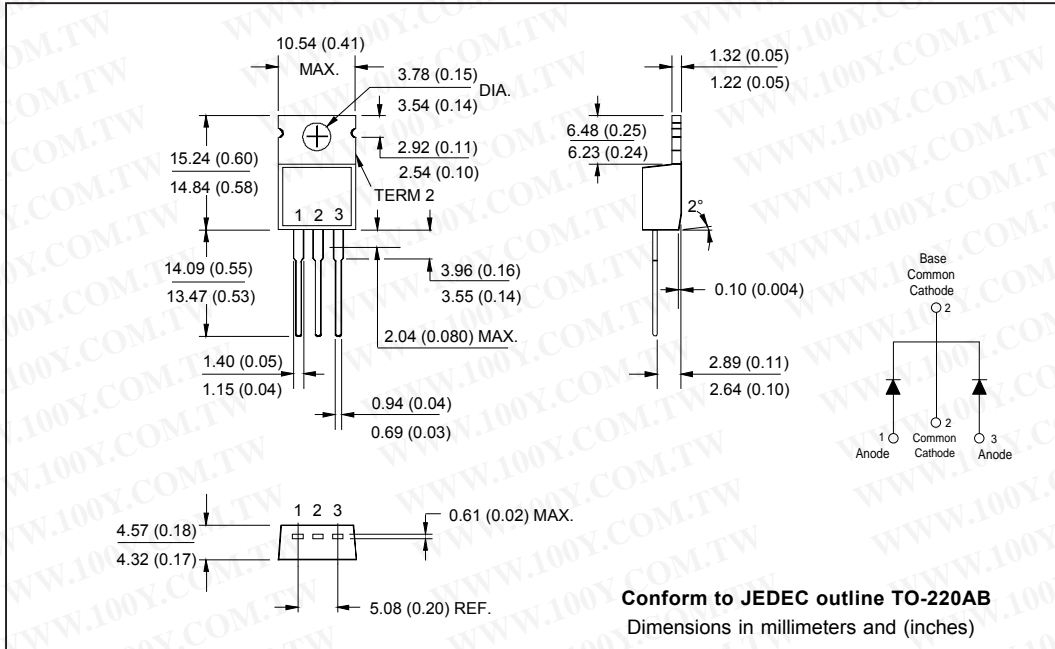 10.54 (0.41)
MAX.
3.78 (0.15)
3.54 (0.14)
DIA.
2.92 (0.11)
2.54 (0.10)
TERM 2
15.24 (0.60)
14.84 (0.58)
1 2 3
14.09 (0.55)
13.47 (0.53)
3.96 (0.16)
3.55 (0.14)
2.04 (0.080) MAX.
1.40 (0.05)
1.15 (0.04)
0.94 (0.04)
0.69 (0.03)
1.32 (0.05)
1.22 (0.05)
6.48 (0.25)
6.23 (0.24)
2°
0.10 (0.004)
2.89 (0.11)
2.64 (0.10)
Base
Common
Cathode
2
1
Anode
2
Common
Cathode
3
Anode
1 2 3
4.57 (0.18)
4.32 (0.17)
0.61 (0.02) MAX.
5.08 (0.20) REF.
Conform to JEDEC outline TO-220AB
Dimensions in millimeters and (inches)
WWW.100Y.COM.TW